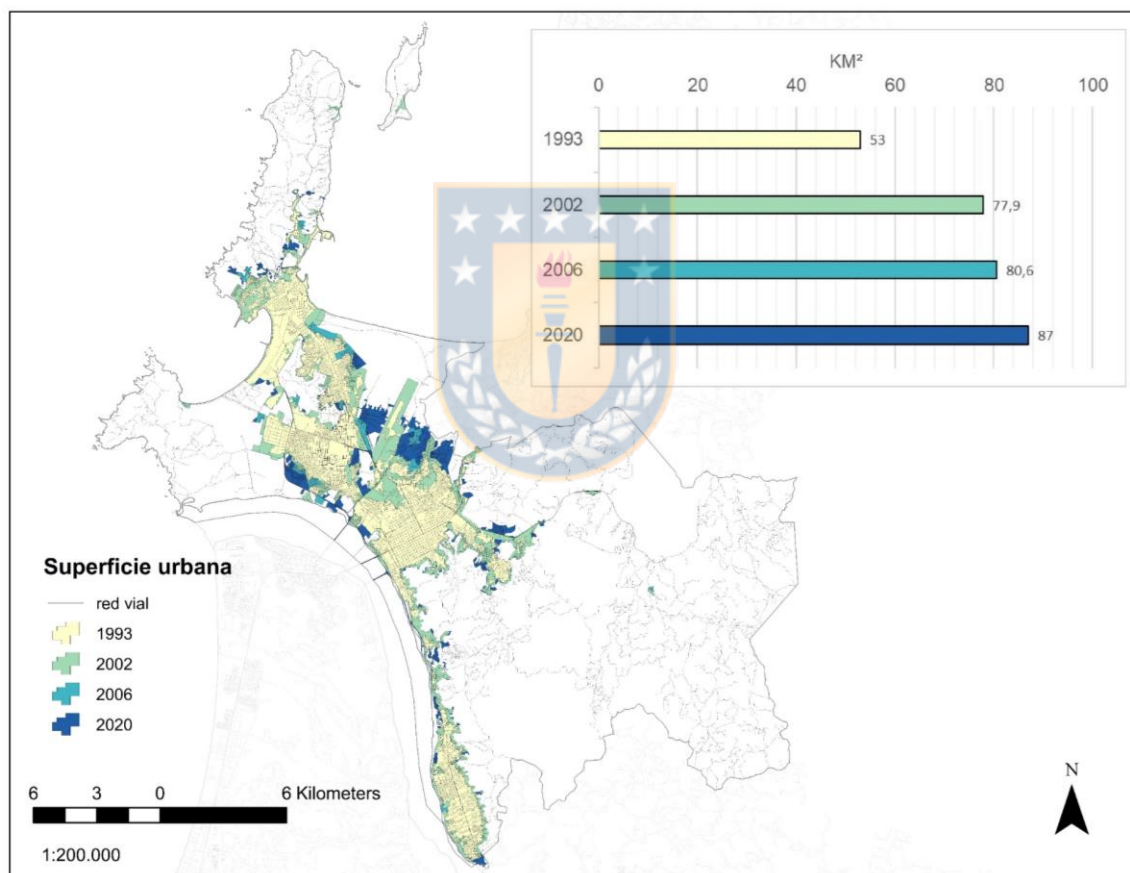 KM²
0 20 40 60 80 100
1993 53
2002 77,9
2006 80,6
2020 87
Superficie urbana
red vial
1993
2002
2006
2020
6 3 0 6 Kilometers
1:200.000
N